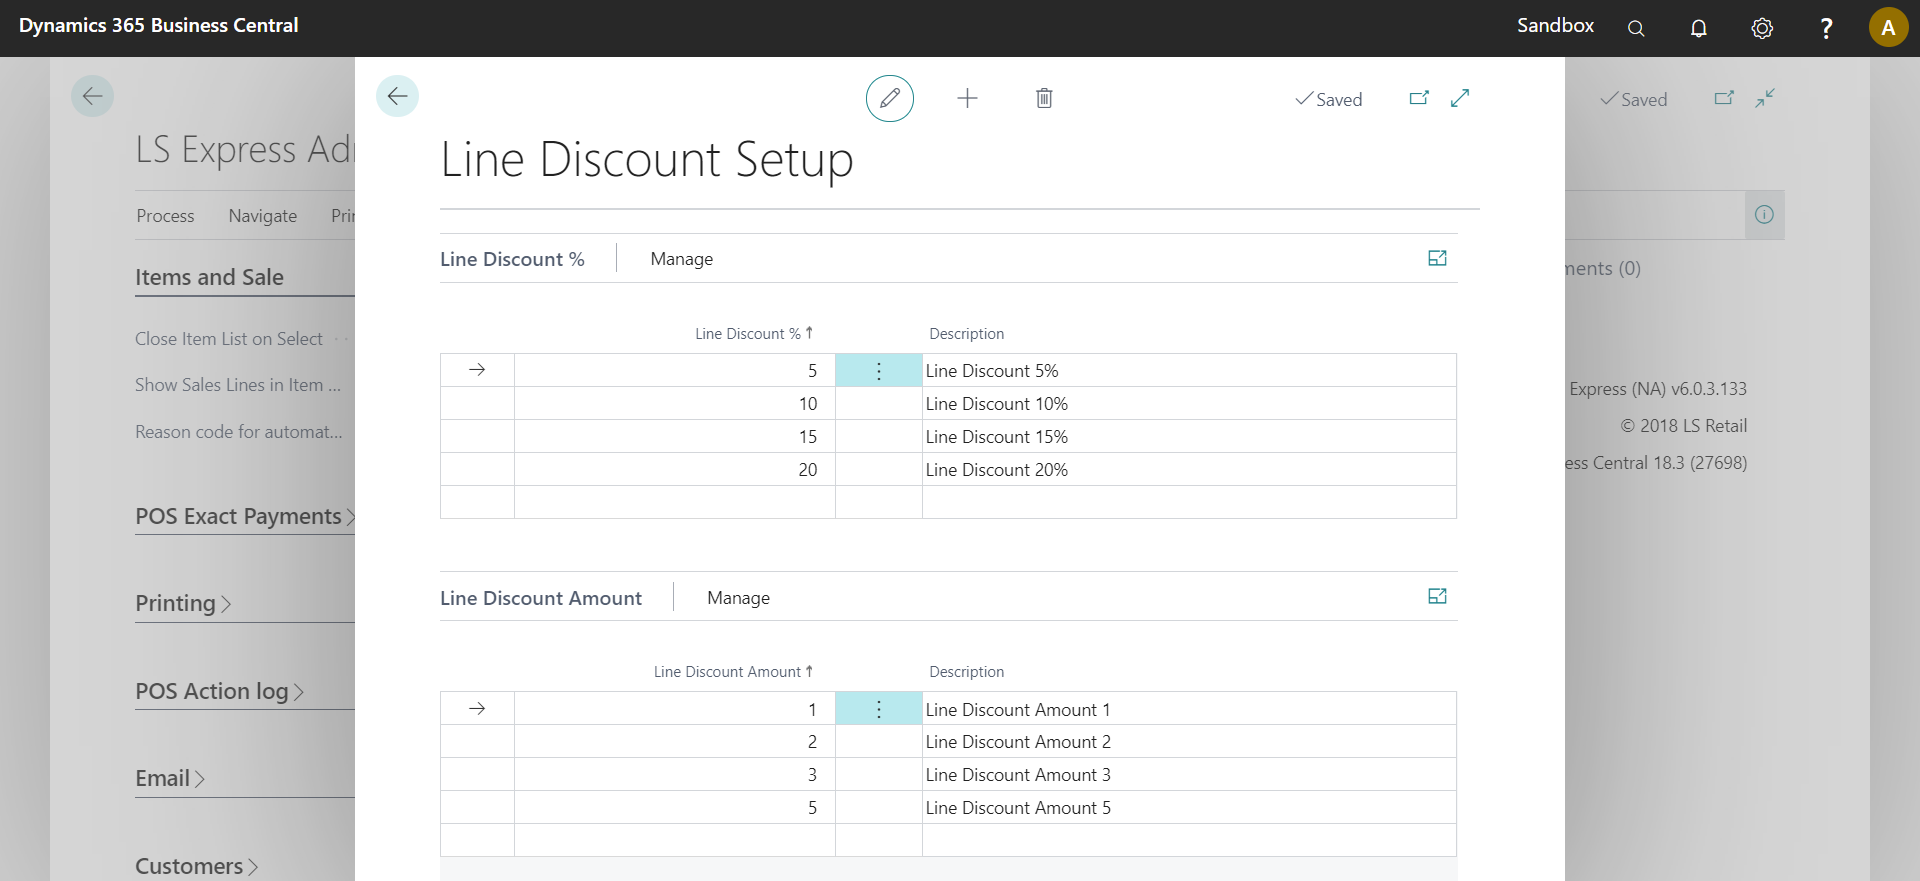 Dynamics 365 Business Central
Sandbox
?
A
Saved
Saved
LS Express
Line Discount Setup
Process Navigate
Line Discount % Manage
ments (0)
Items and Sale
Close Item List on Select
Show Sales Lines in Item ...
Reason code for automat...
Line Discount % ↑ Description
5 Line Discount 5%
10 Line Discount 10%
15 Line Discount 15%
20 Line Discount 20%
Express (NA) v6.0.3.133
© 2018 LS Retail
ess Central 18.3 (27698)
POS Exact Payments
Printing
POS Action log
Email
Customers
Line Discount Amount Manage
Line Discount Amount ↑ Description
1 Line Discount Amount 1
2 Line Discount Amount 2
3 Line Discount Amount 3
5 Line Discount Amount 5